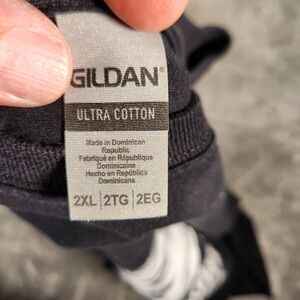 GILDAN®
ULTRA COTTON
Made in Dominican
Republic
Fabriqué en République
Dominicaine
Hecho en República
Dominicana
2XL | 2TG | 2EG